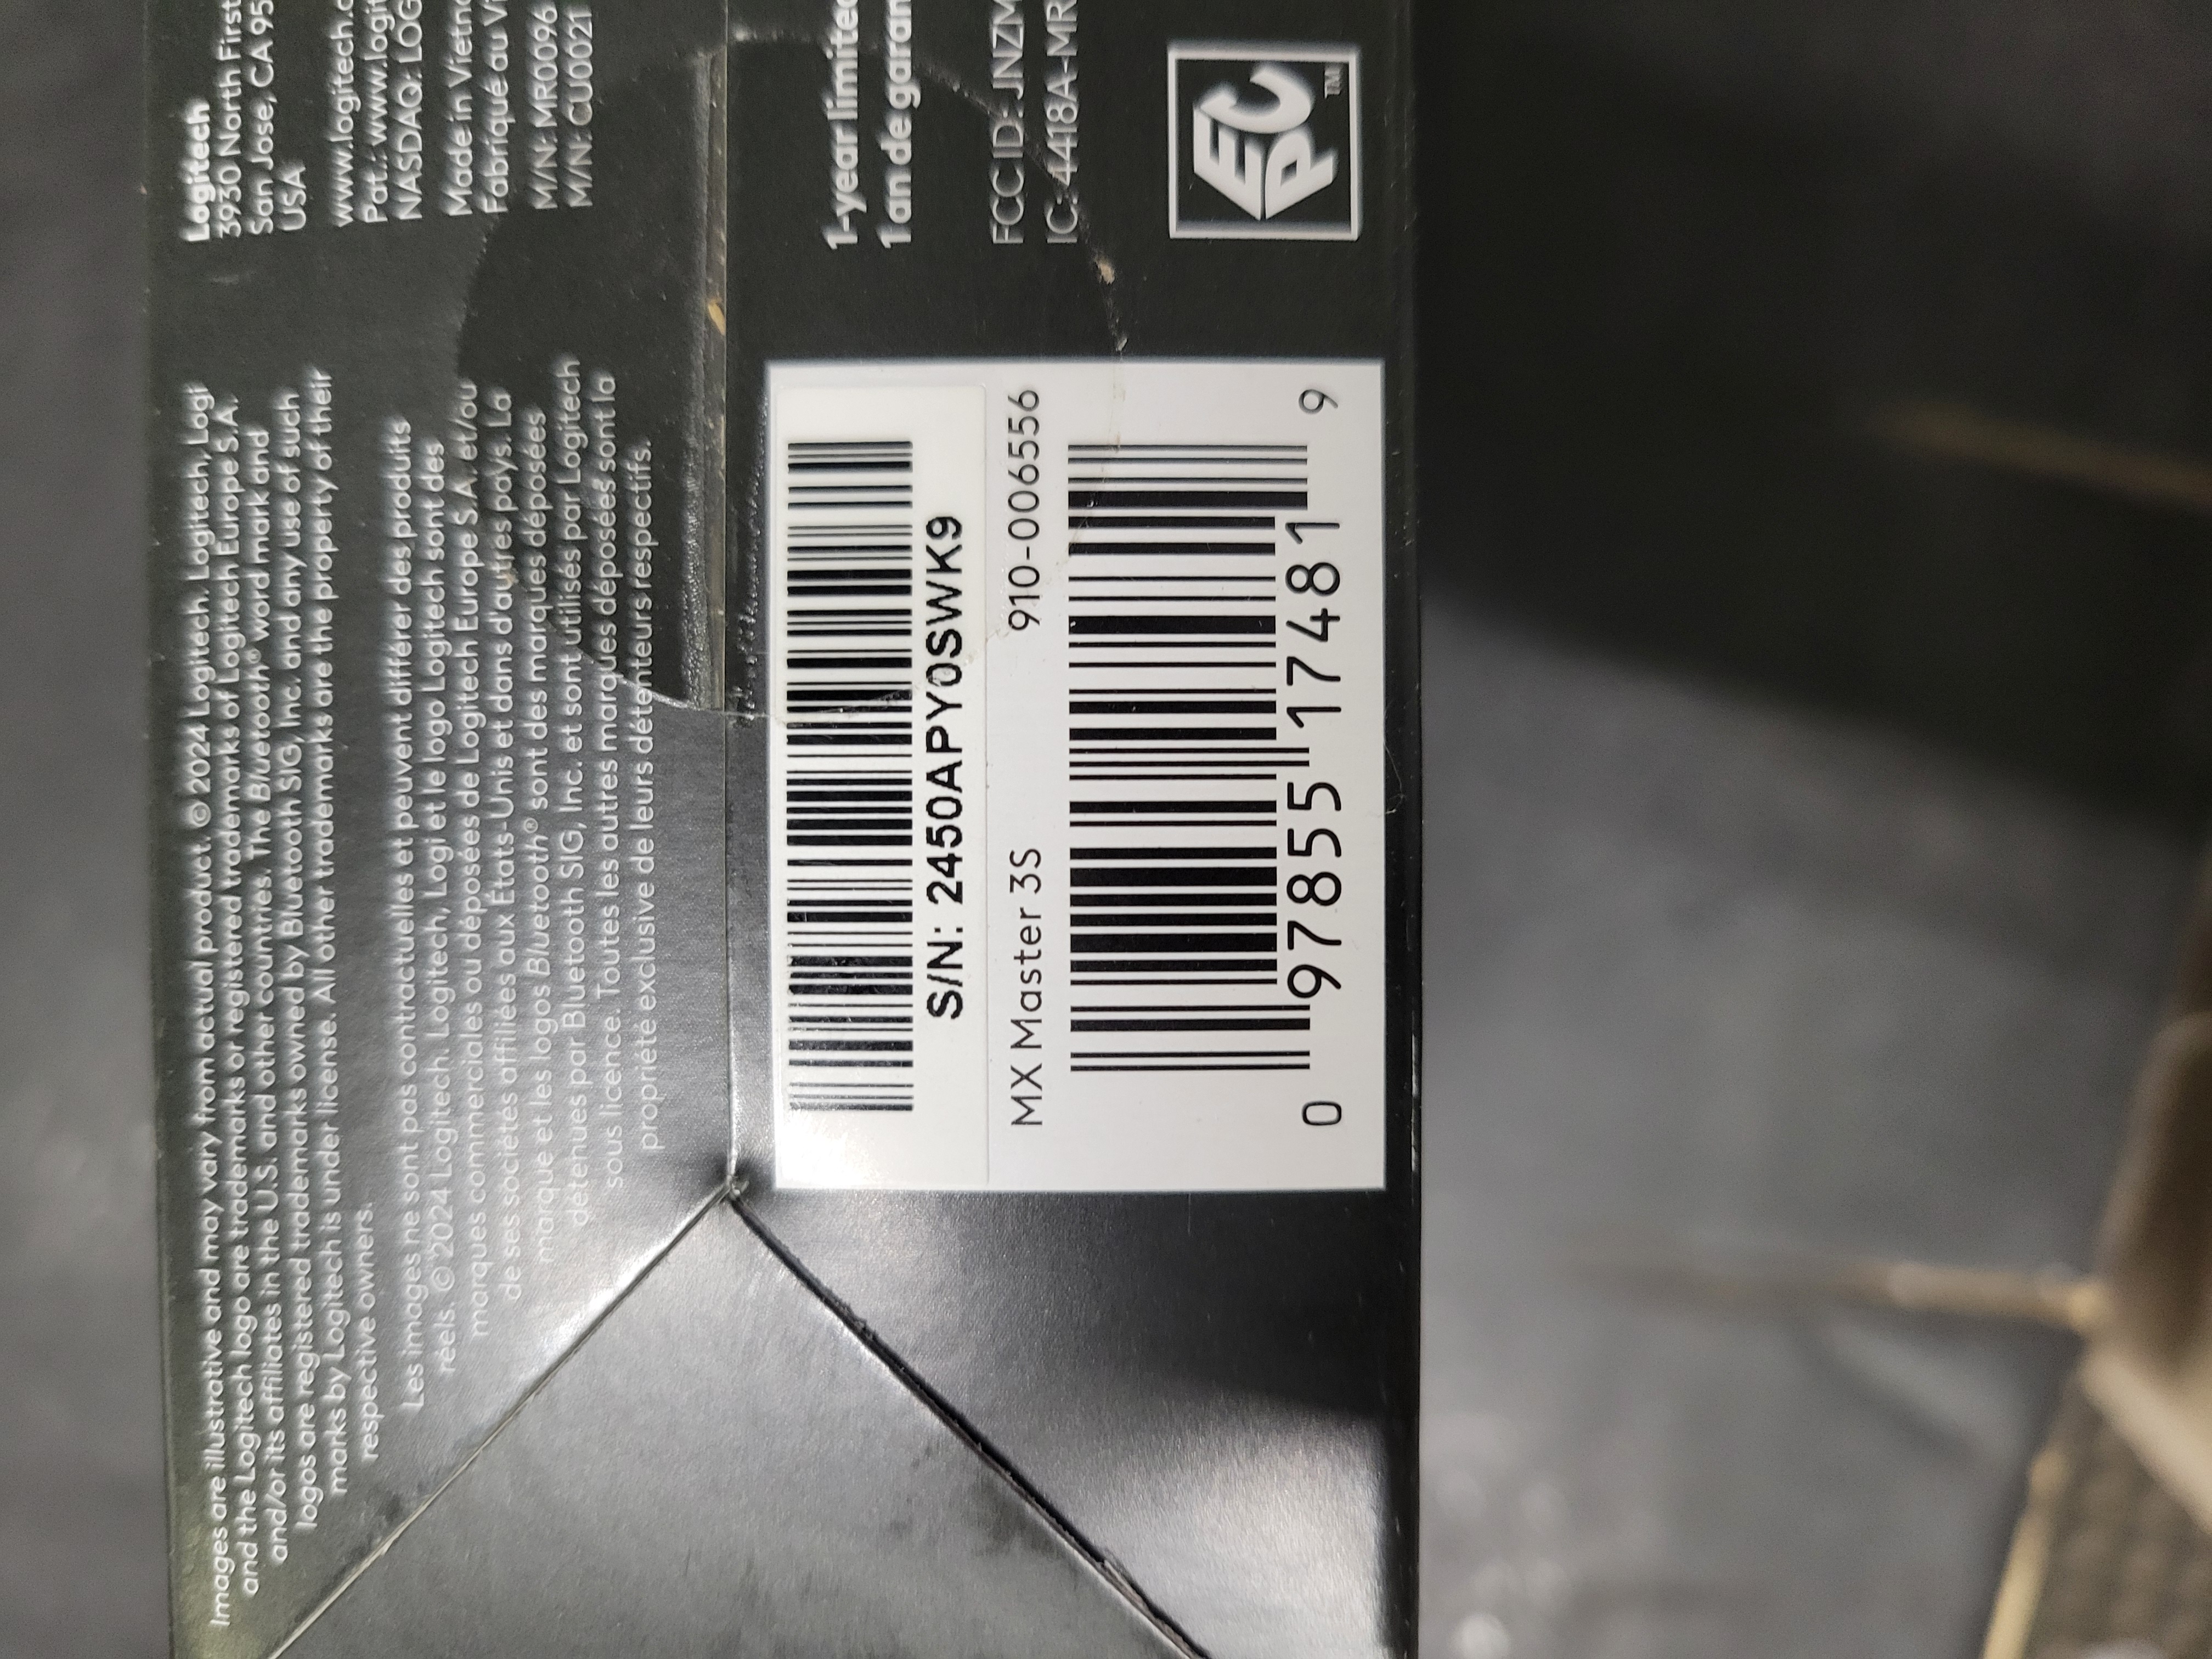 Images are illustrative and may vary from actual product. © 2024 Logitech. Logitech, Logi
and the Logitech logo are trademarks or registered trademarks of Logitech Europe S.A.
and/or its affiliates in the U.S. and other countries. The Bluetooth® word mark and
logos are registered trademarks owned by Bluetooth SIG, Inc. and any use of such
marks by Logitech is under license. All other trademarks are the property of their
respective owners.
Les images ne sont pas contractuelles et peuvent différer des produits
réels. © 2024 Logitech. Logitech, Logi et le logo Logitech sont des
marques commerciales ou déposées de Logitech Europe S.A. et/ou
de ses sociétés affiliées aux États-Unis et dans d'autres pays. La
marque et les logos Bluetooth® sont des marques déposées
détenues par Bluetooth SIG, Inc. et sont utilisés par Logitech
sous licence. Toutes les autres marques déposées sont la
propriété exclusive de leurs détenteurs respectifs.
Logitech
3930 North First
San Jose, CA 95
USA
www.logitech.c
Pat.: www.logit
NASDAQ: LOG
Made in Vietna
Fabriqué au Vi
M/N: MR0096
M/N: CU0021
S/N: 2450APY0SWK9
MX Master 3S 910-006556
0 97855 17481 9
1-year limited
1 an de garan
FCC ID: JNZM
IC: 4418A-MR
EPC TM